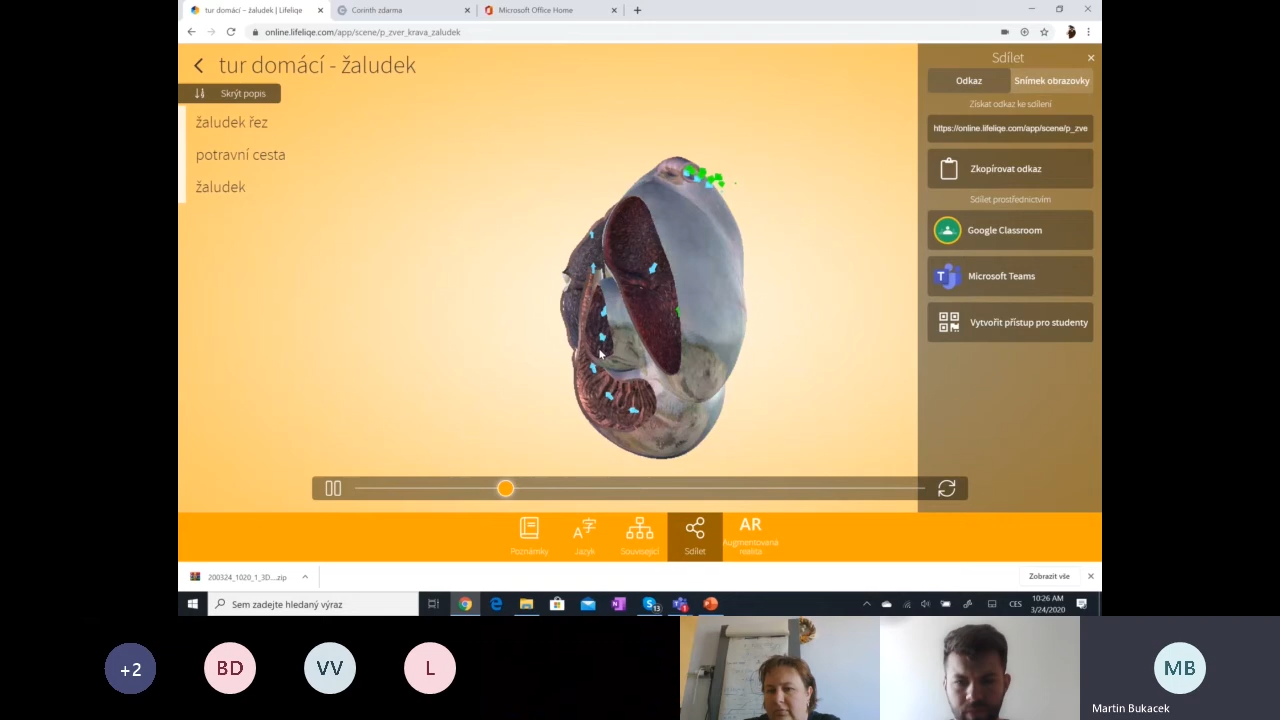 tur domácí – žaludek | Lifeliqe
Corinth zdarma
Microsoft Office Home
online.lifeliqe.com/app/scene/p_zver_krava_zaludek
tur domácí - žaludek
Skrýt popis
žaludek řez
potravní cesta
žaludek
Sdílet
Odkaz
Snímek obrazovky
Získat odkaz ke sdílení
https://online.lifeliqe.com/app/scene/p_zve
Zkopírovat odkaz
Sdílet prostřednictvím
Google Classroom
Microsoft Teams
Vytvořit přístup pro studenty
Poznámky
Jazyk
Související
Sdílet
AR
Augmentovaná
realita
200324_1020_1_3D....zip
Zobrazit vše
Sem zadejte hledaný výraz
13
CES
10:26 AM
3/24/2020
+2
BD
VV
L
MB
Martin Bukacek